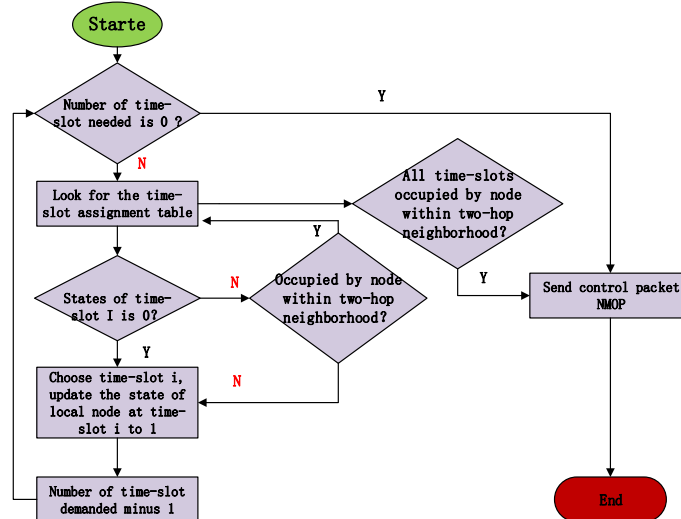 Starte
Number of time-
slot needed is 0 ?
Y
N
Look for the time-
slot assignment table
All time-slots
occupied by node
within two-hop
neighborhood?
Y
States of time-
slot I is 0?
N
Occupied by node
within two-hop
neighborhood?
Y
Send control packet
NMOP
Y
Choose time-slot i,
update the state of
local node at time-
slot i to 1
N
Number of time-slot
demanded minus 1
End